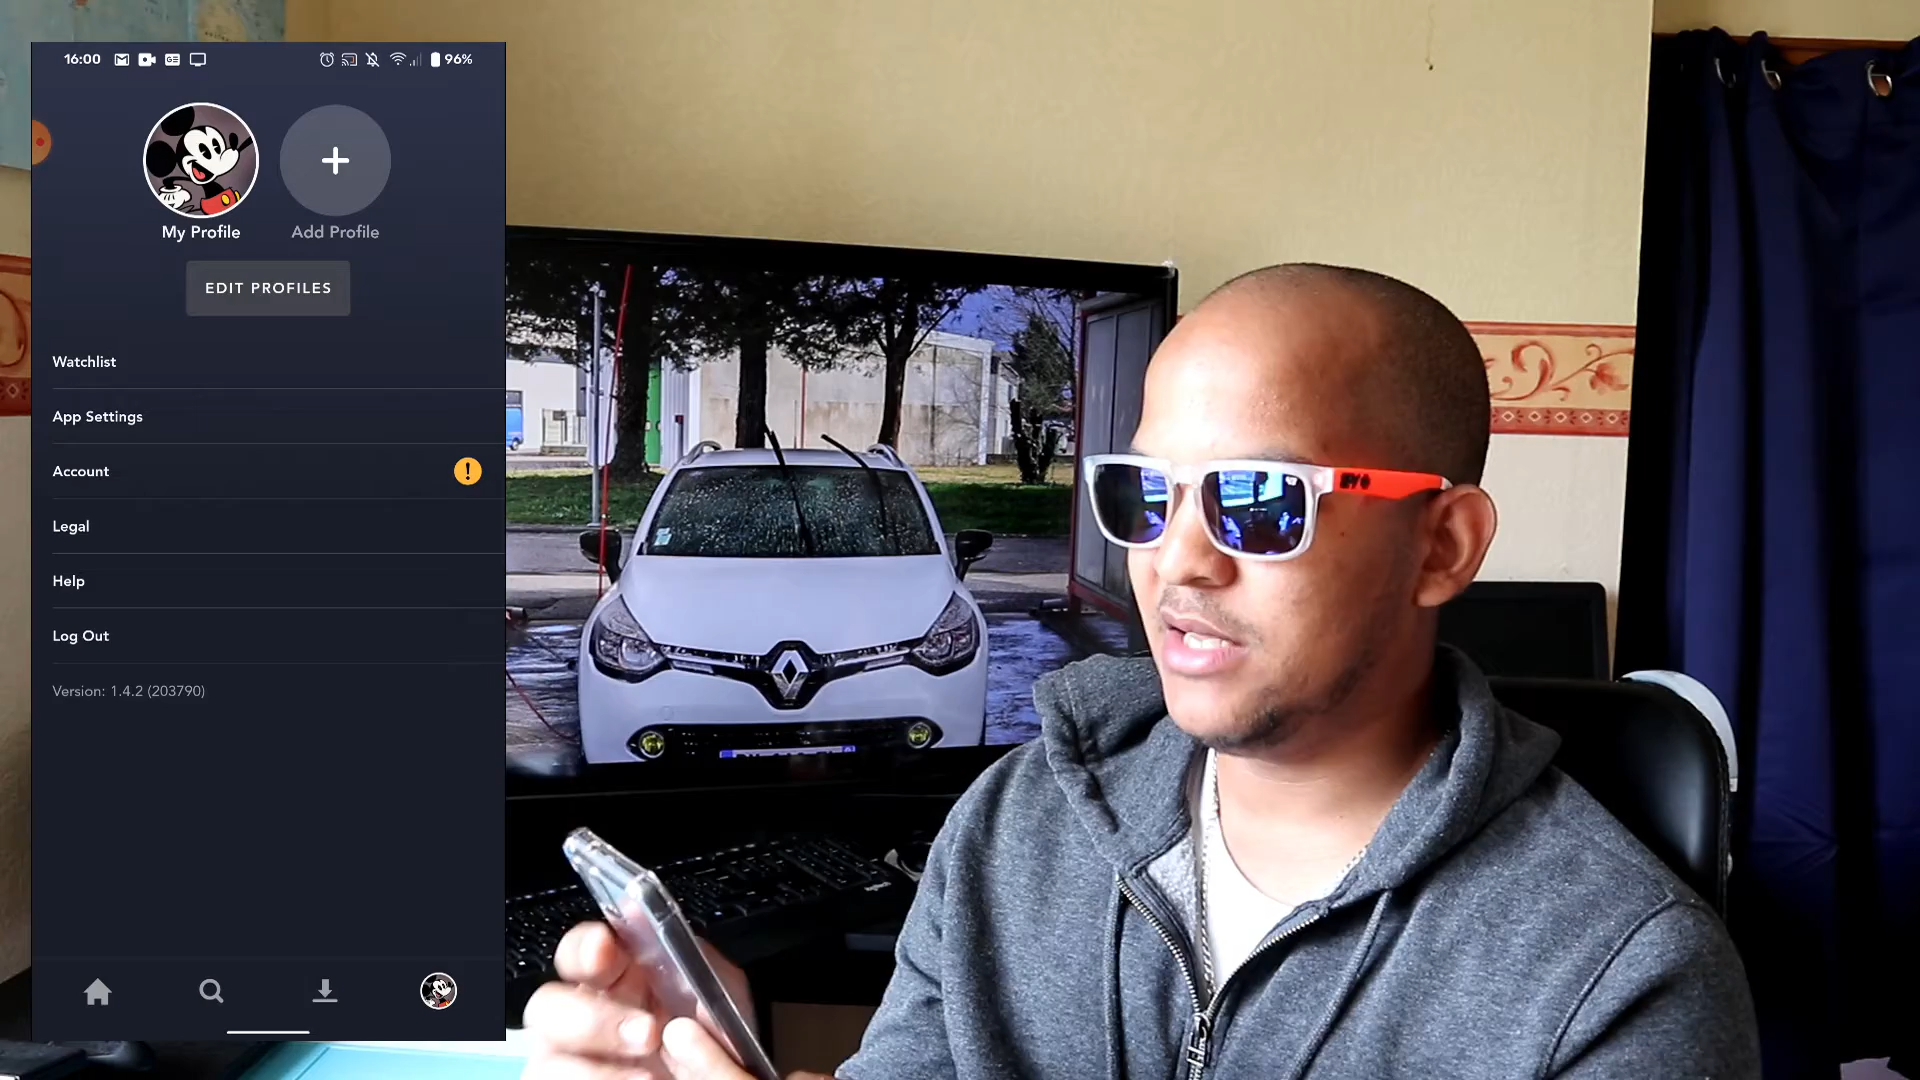 16:00
96%
My Profile
Add Profile
EDIT PROFILES
Watchlist
App Settings
Account
Legal
Help
Log Out
Version: 1.4.2 (203790)